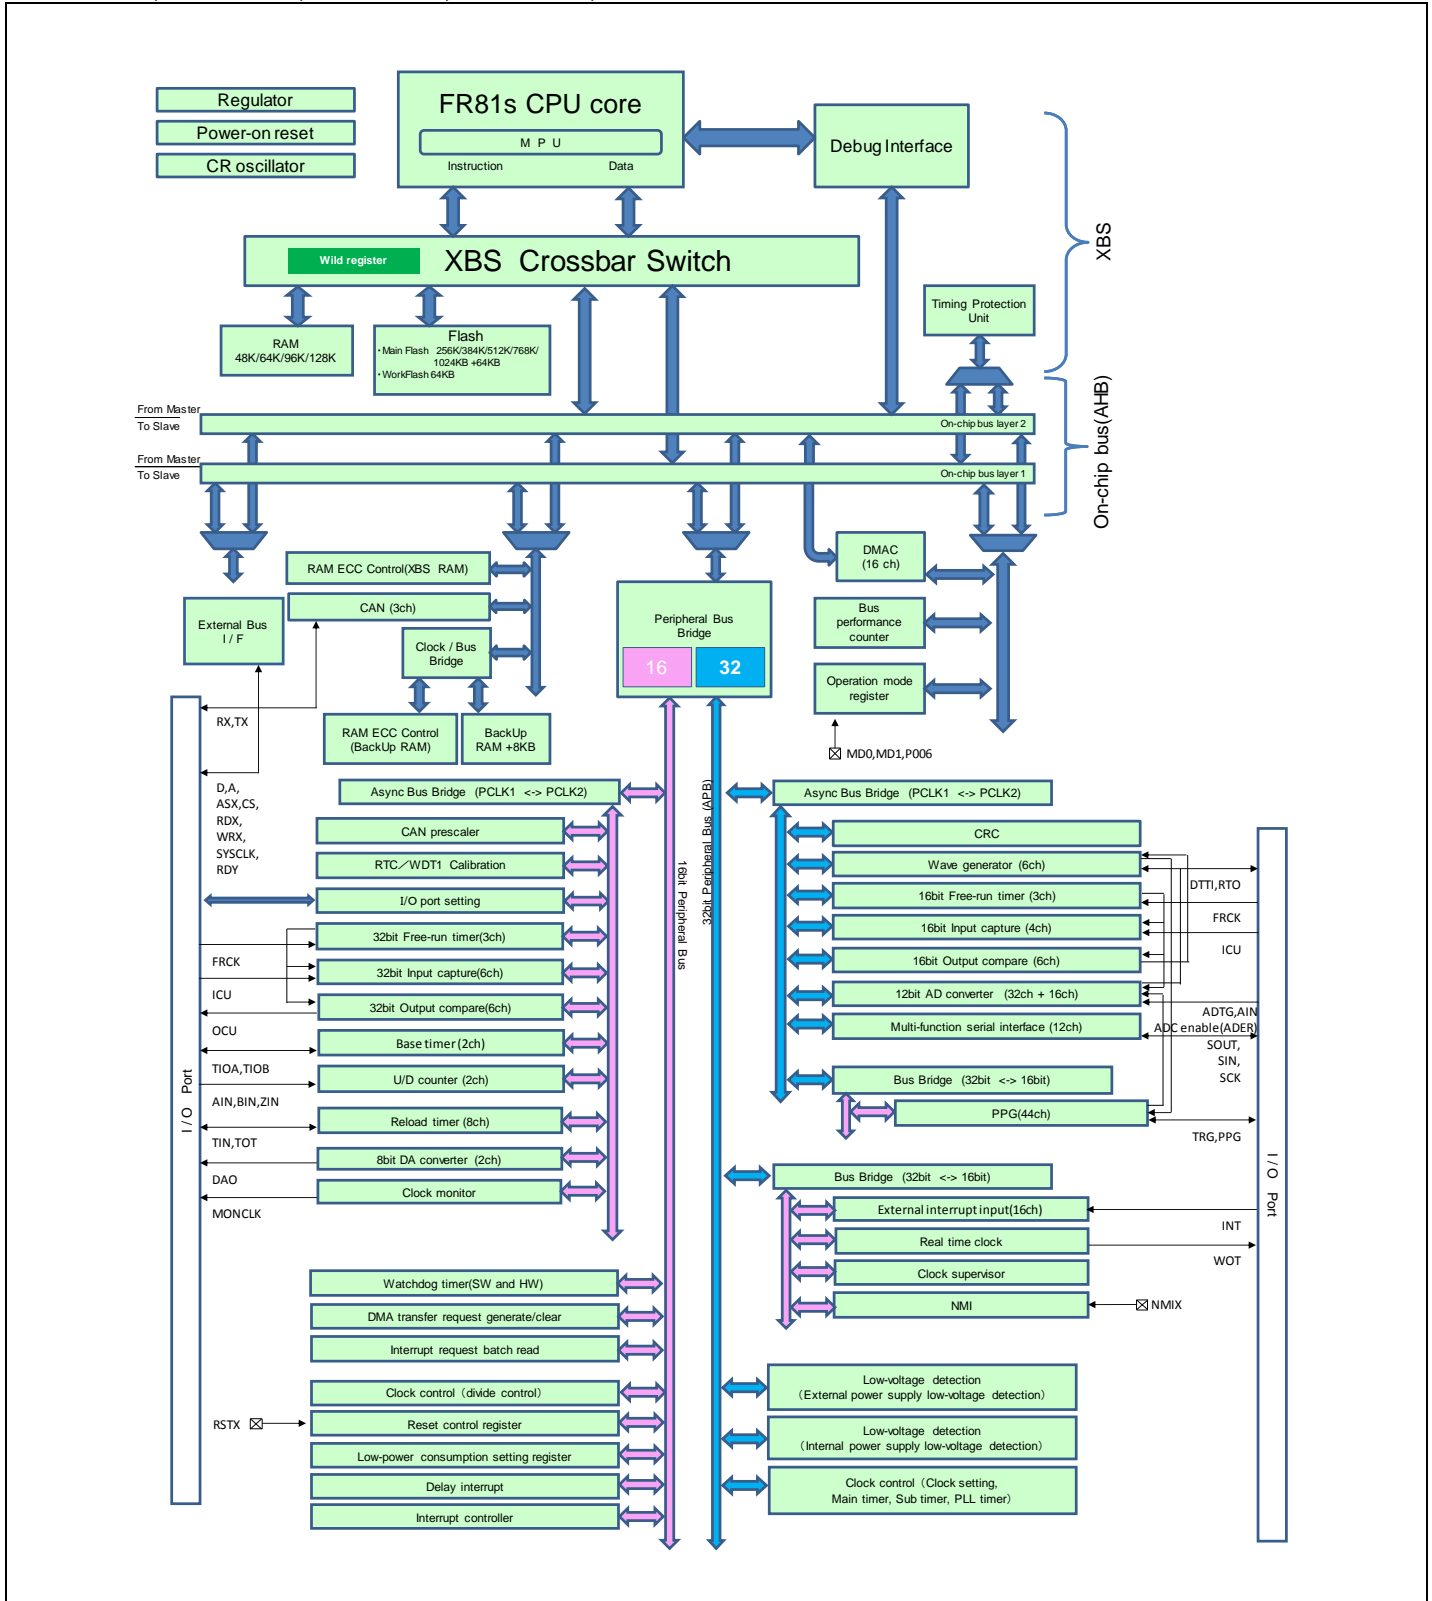 Regulator
Power-on reset
CR oscillator
FR81s CPU core
M P U
Instruction
Data
Debug Interface
XBS
Wild register
XBS Crossbar Switch
Timing Protection
Unit
RAM
48K/64K/96K/128K
Flash
・Main Flash 256K/384K/512K/768K/
1024KB +64KB
・WorkFlash 64KB
On-chip bus(AHB)
From Master
To Slave
On-chip bus layer 2
From Master
To Slave
On-chip bus layer 1
RAM ECC Control(XBS RAM)
CAN (3ch)
External Bus
I / F
Clock / Bus
Bridge
RAM ECC Control
(BackUp RAM)
BackUp
RAM +8KB
Peripheral Bus
Bridge
16
32
DMAC
(16 ch)
Bus
performance
counter
Operation mode
register
MD0,MD1,P006
RX,TX
D,A,
ASX,CS,
RDX,
WRX,
SYSCLK,
RDY
I / O Port
16bit Peripheral Bus
32bit Peripheral Bus (APB)
Async Bus Bridge (PCLK1 <-> PCLK2)
CAN prescaler
RTC／WDT1 Calibration
I/O port setting
32bit Free-run timer(3ch)
FRCK
32bit Input capture(6ch)
ICU
32bit Output compare(6ch)
OCU
Base timer (2ch)
TIOA,TIOB
U/D counter (2ch)
AIN,BIN,ZIN
Reload timer (8ch)
TIN,TOT
8bit DA converter (2ch)
DAO
Clock monitor
MONCLK
Watchdog timer(SW and HW)
DMA transfer request generate/clear
Interrupt request batch read
Clock control（divide control）
RSTX
Reset control register
Low-power consumption setting register
Delay interrupt
Interrupt controller
Async Bus Bridge (PCLK1 <-> PCLK2)
CRC
Wave generator (6ch)
DTTI,RTO
16bit Free-run timer (3ch)
FRCK
16bit Input capture (4ch)
ICU
16bit Output compare (6ch)
12bit AD converter (32ch + 16ch)
ADTG,AIN
ADC enable(ADER)
Multi-function serial interface (12ch)
SOUT,
SIN,
SCK
Bus Bridge (32bit <-> 16bit)
PPG(44ch)
TRG,PPG
Bus Bridge (32bit <-> 16bit)
External interrupt input(16ch)
INT
Real time clock
WOT
Clock supervisor
NMI
NMIX
I / O Port
Low-voltage detection
（External power supply low-voltage detection）
Low-voltage detection
（Internal power supply low-voltage detection）
Clock control（Clock setting,
Main timer, Sub timer, PLL timer）